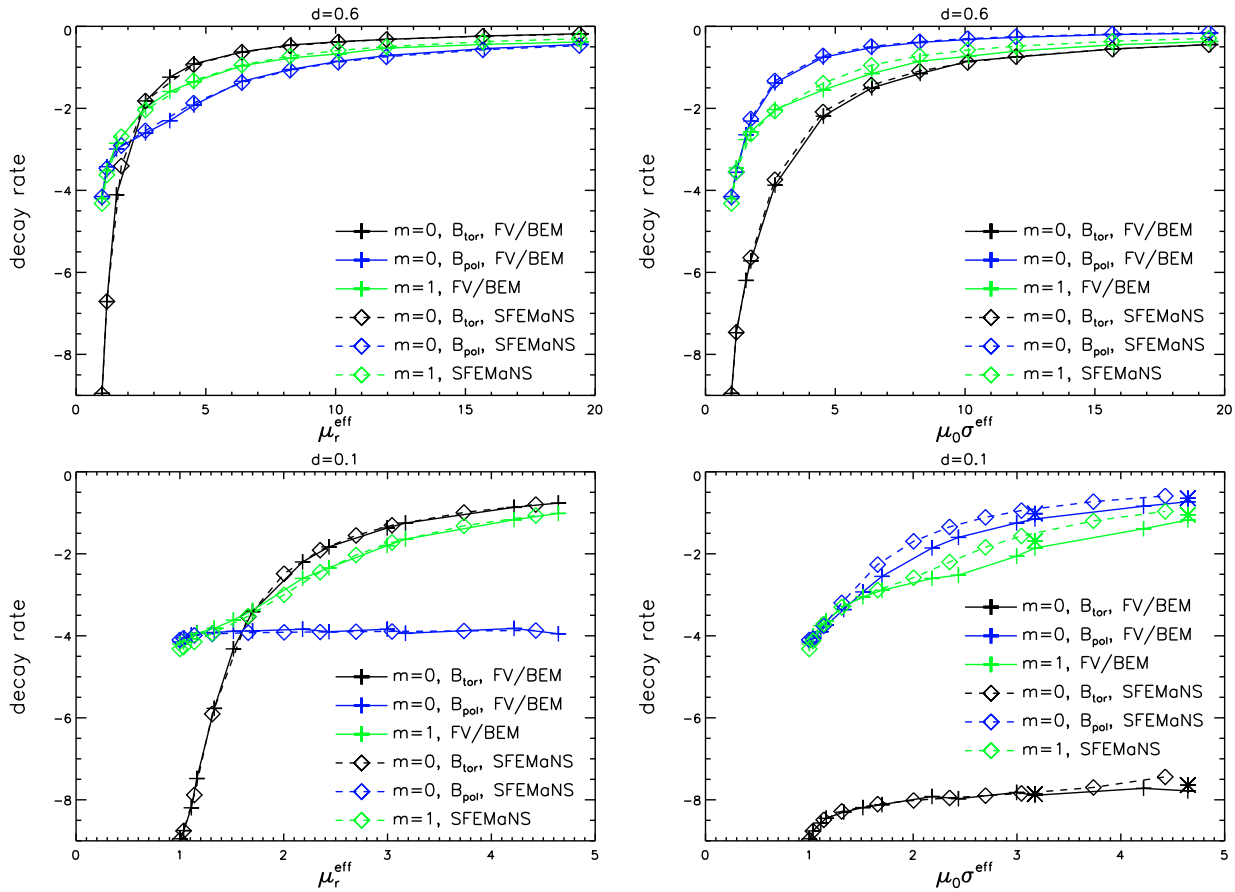 d=0.6
0
-2
-4
-6
-8
decay rate
m=0, B_tor, FV/BEM
m=0, B_pol, FV/BEM
m=1, FV/BEM
m=0, B_tor, SFEMaNS
m=0, B_pol, SFEMaNS
m=1, SFEMaNS
0 5 10 15 20
μ_r^eff
d=0.6
0
-2
-4
-6
-8
decay rate
m=0, B_tor, FV/BEM
m=0, B_pol, FV/BEM
m=1, FV/BEM
m=0, B_tor, SFEMaNS
m=0, B_pol, SFEMaNS
m=1, SFEMaNS
0 5 10 15 20
μ_0σ^eff
d=0.1
0
-2
-4
-6
-8
decay rate
m=0, B_tor, FV/BEM
m=0, B_pol, FV/BEM
m=1, FV/BEM
m=0, B_tor, SFEMaNS
m=0, B_pol, SFEMaNS
m=1, SFEMaNS
0 1 2 3 4 5
μ_r^eff
d=0.1
0
-2
-4
-6
-8
decay rate
m=0, B_tor, FV/BEM
m=0, B_pol, FV/BEM
m=1, FV/BEM
m=0, B_tor, SFEMaNS
m=0, B_pol, SFEMaNS
m=1, SFEMaNS
0 1 2 3 4 5
μ_0σ^eff